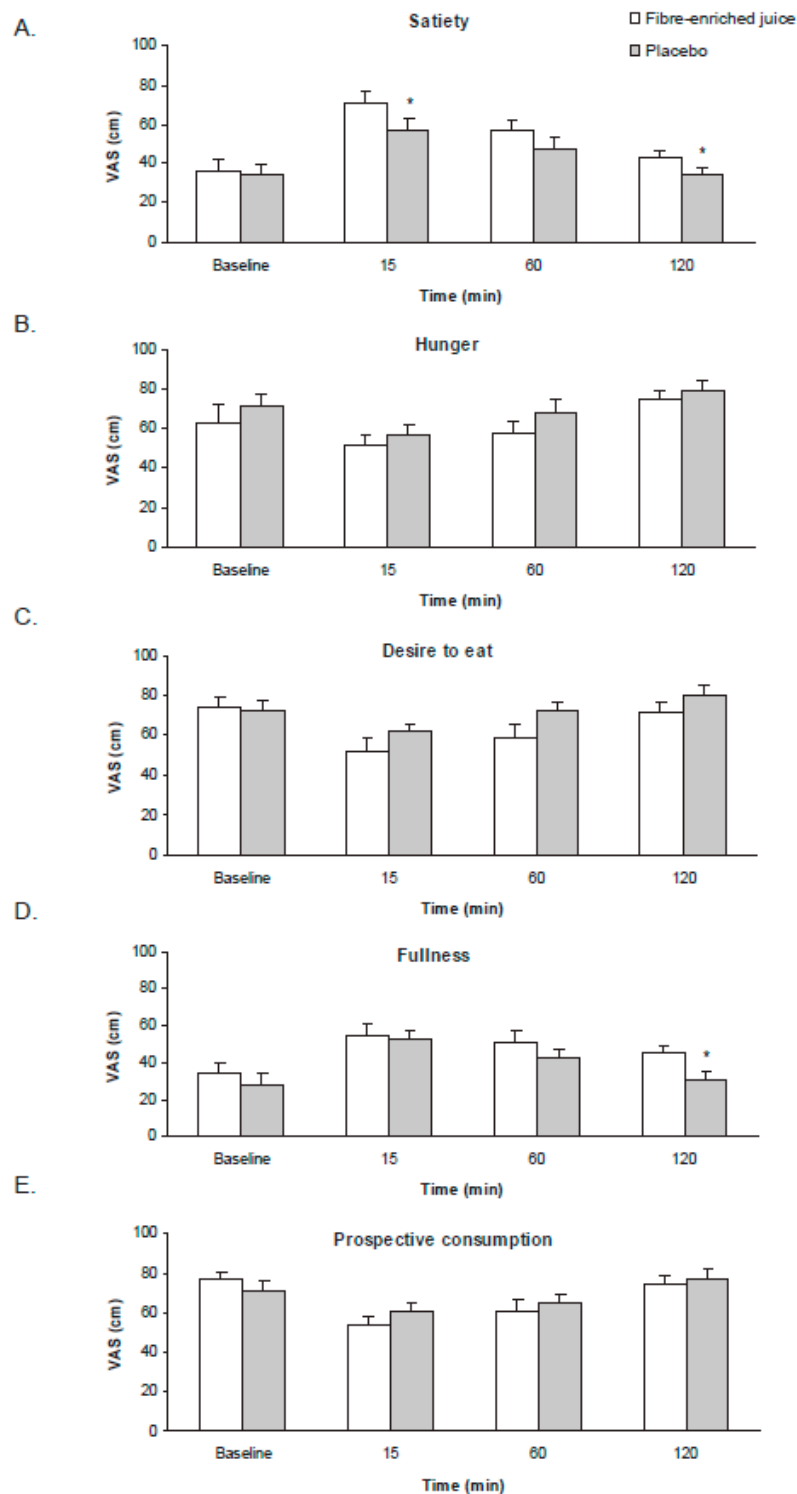 A.
Satiety
Fibre-enriched juice
Placebo
100
80
60
40
20
0
VAS (cm)
*
*
Baseline 15 60 120
Time (min)
B.
Hunger
100
80
60
40
20
0
VAS (cm)
Baseline 15 60 120
Time (min)
C.
Desire to eat
100
80
60
40
20
0
VAS (cm)
Baseline 15 60 120
Time (min)
D.
Fullness
100
80
60
40
20
0
VAS (cm)
*
Baseline 15 60 120
Time (min)
E.
Prospective consumption
100
80
60
40
20
0
VAS (cm)
Baseline 15 60 120
Time (min)